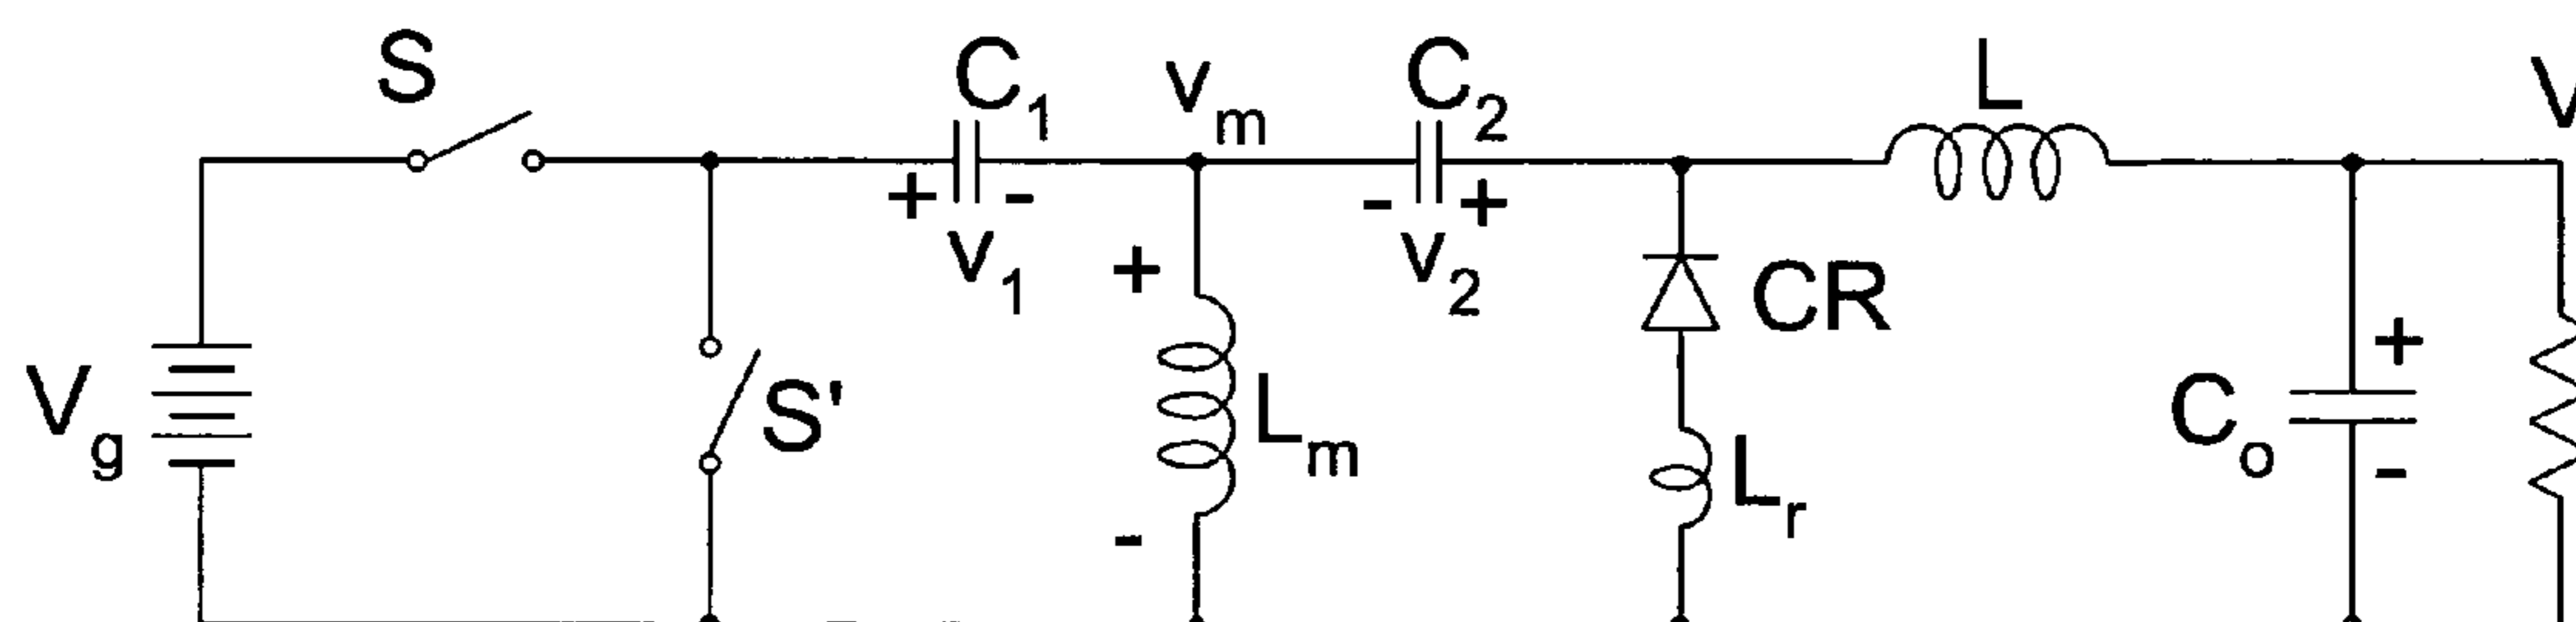 S
C1
vm
C2
L
V
+ -
- +
v1
v2
+
CR
+
Vg
S'
Lm
Lr
Co
-
-